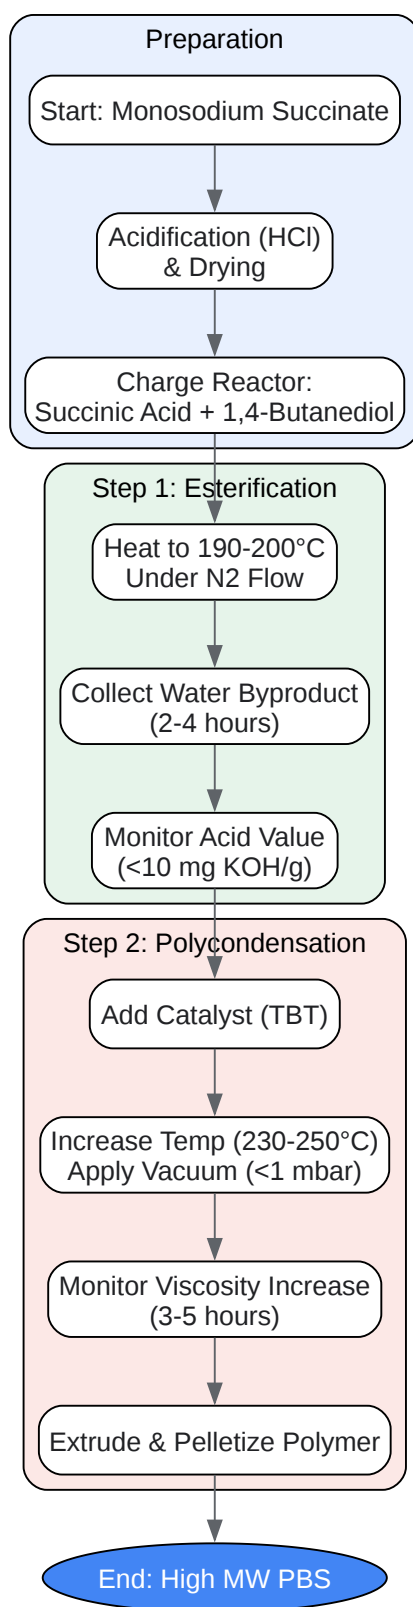 Preparation
Start: Monosodium Succinate
Acidification (HCl)
& Drying
Charge Reactor:
Succinic Acid + 1,4-Butanediol
Step 1: Esterification
Heat to 190-200°C
Under N2 Flow
Collect Water Byproduct
(2-4 hours)
Monitor Acid Value
(<10 mg KOH/g)
Step 2: Polycondensation
Add Catalyst (TBT)
Increase Temp (230-250°C)
Apply Vacuum (<1 mbar)
Monitor Viscosity Increase
(3-5 hours)
Extrude & Pelletize Polymer
End: High MW PBS